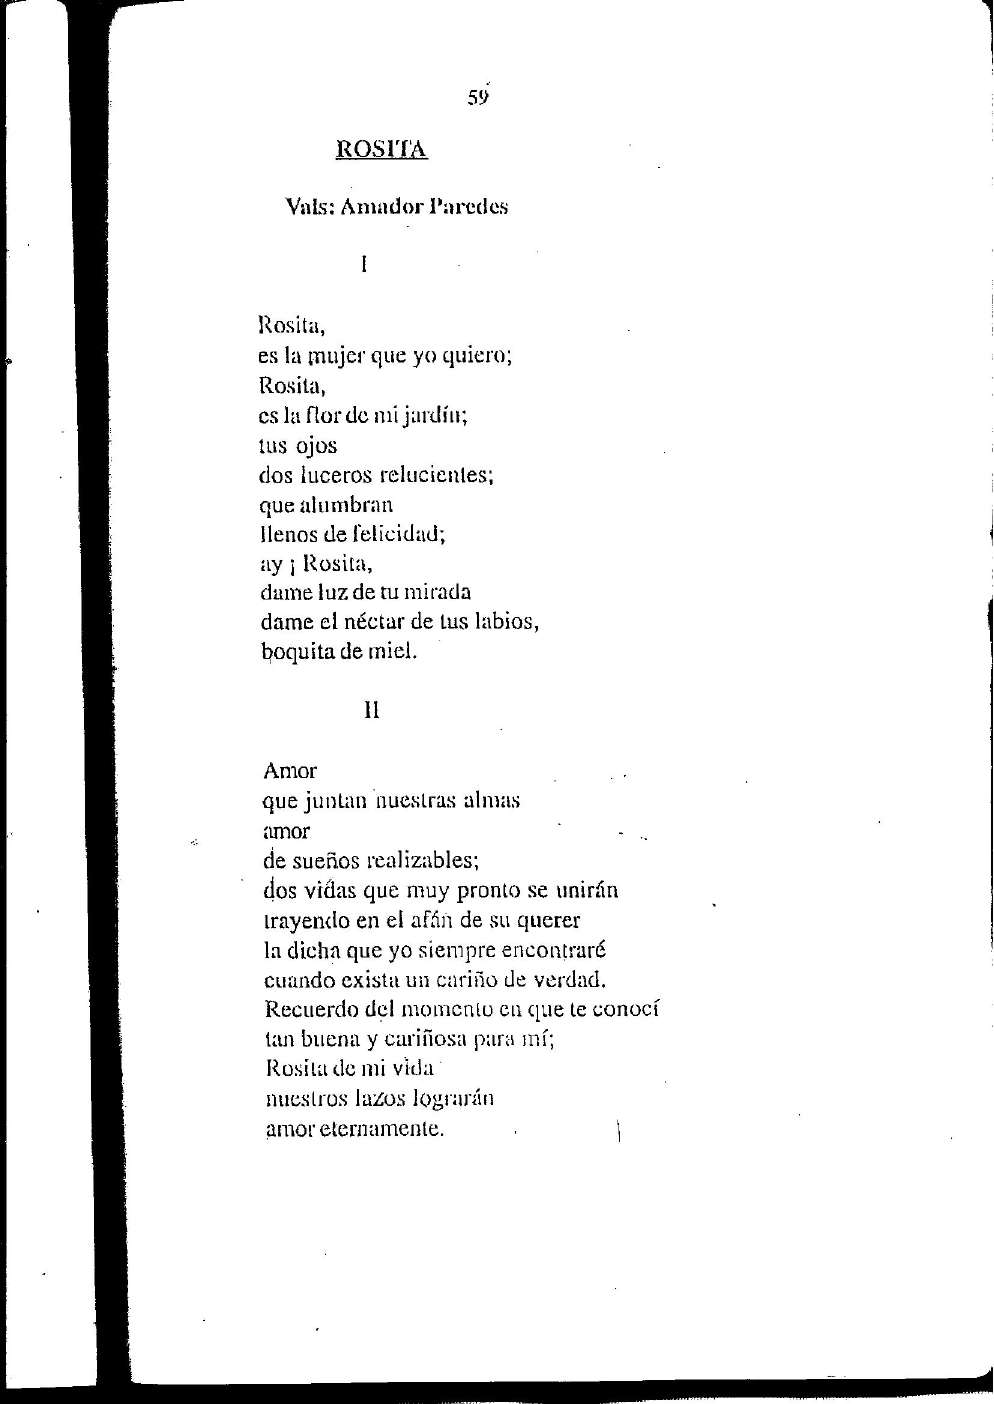 59
ROSITA
Vals: Amador Paredes
I
Rosita,
es la mujer que yo quiero;
Rosita,
es la flor de mi jardín;
tus ojos
dos luceros relucientes;
que alumbran
llenos de felicidad;
ay ¡ Rosita,
dame luz de tu mirada
dame el néctar de tus labios,
boquita de miel.
II
Amor
que juntan nuestras almas
amor
de sueños realizables;
dos vidas que muy pronto se unirán
trayendo en el afán de su querer
la dicha que yo siempre encontraré
cuando exista un cariño de verdad.
Recuerdo del momento en que te conocí
tan buena y cariñosa para mí;
Rosita de mi vida
nuestros lazos lograrán
amor eternamente.